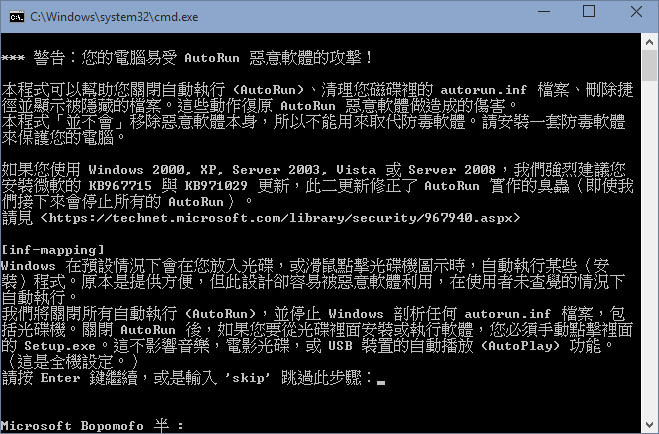 C:\Windows\system32\cmd.exe
*** 警告：您的電腦易受 AutoRun 惡意軟體的攻擊！
本程式可以幫助您關閉自動執行 (AutoRun)、清理您磁碟裡的 autorun.inf 檔案、刪除捷
徑並顯示被隱藏的檔案。這些動作復原 AutoRun 惡意軟體做造成的傷害。
本程式「並不會」移除惡意軟體本身，所以不能用來取代防毒軟體。請安裝一套防毒軟體
來保護您的電腦。
如果您使用 Windows 2000, XP, Server 2003, Vista 或 Server 2008，我們強烈建議您
安裝微軟的 KB967715 與 KB971029 更新，此二更新修正了 AutoRun 實作的臭蟲（即使我
們接下來會停止所有的 AutoRun）。
請見 <https://technet.microsoft.com/library/security/967940.aspx>
[inf-mapping]
Windows 在預設情況下會在您放入光碟，或滑鼠點擊光碟機圖示時，自動執行某些（安
裝）程式。原本是提供方便，但此設計卻容易被惡意軟體利用，在使用者未查覺的情況下
自動執行。
我們將關閉所有自動執行 (AutoRun)，並停止 Windows 剖析任何 autorun.inf 檔案，包
括光碟機。關閉 AutoRun 後，如果您要從光碟裡面安裝或執行軟體，您必須手動點擊裡面
的 Setup.exe。這不影響音樂，電影光碟，或 USB 裝置的自動播放 (AutoPlay) 功能。
（這是全機設定。）
請按 Enter 鍵繼續，或是輸入 'skip' 跳過此步驟：_
Microsoft Bopomofo 半 :